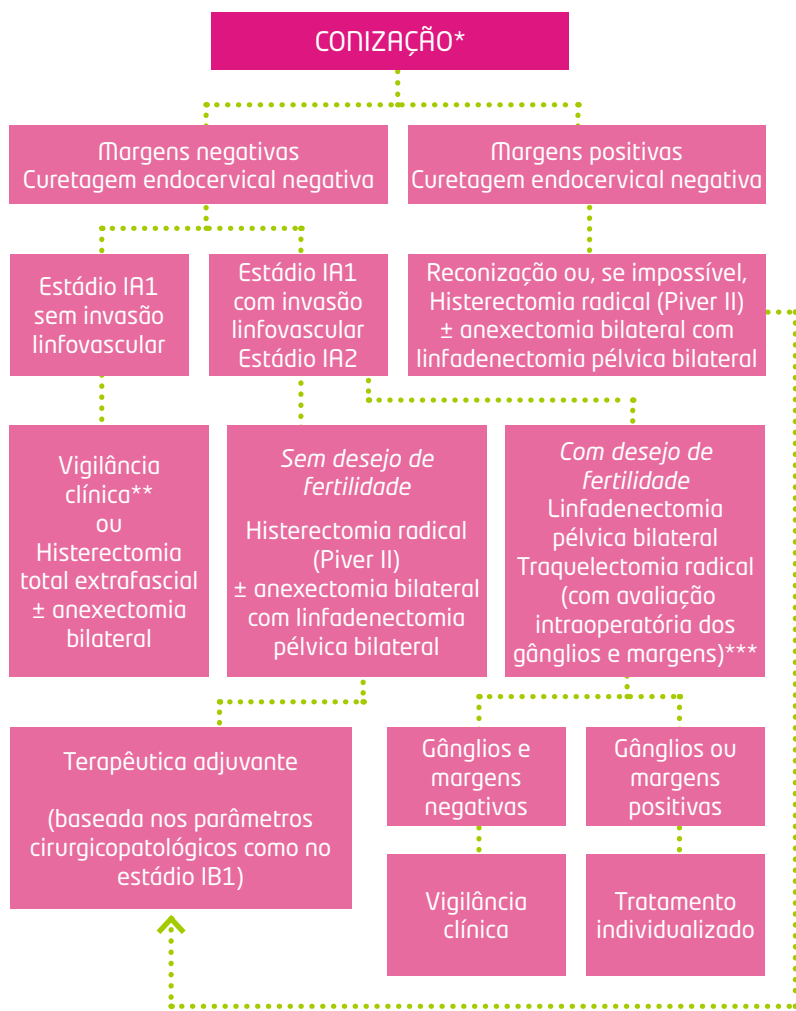 CONIZAÇÃO*
Margens negativas
Curetagem endocervical negativa
Margens positivas
Curetagem endocervical negativa
Estádio IA1
sem invasão
linfovascular
Estádio IA1
com invasão
linfovascular
Estádio IA2
Reconização ou, se impossível,
Histerectomia radical (Piver II)
± anexectomia bilateral com
linfadenectomia pélvica bilateral
Vigilância
clínica**
ou
Histerectomia
total extrafascial
± anexectomia
bilateral
Sem desejo de
fertilidade
Histerectomia radical
(Piver II)
± anexectomia bilateral
com linfadenectomia
pélvica bilateral
Com desejo de
fertilidade
Linfadenectomia
pélvica bilateral
Traquelectomia radical
(com avaliação
intraoperatória dos
gânglios e margens)***
Terapêutica adjuvante
(baseada nos parâmetros
cirurgicopatológicos como no
estádio IB1)
Gânglios e
margens
negativas
Gânglios ou
margens
positivas
Vigilância
clínica
Tratamento
individualizado